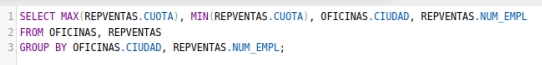 1 SELECT MAX(REPVENTAS.CUOTA), MIN(REPVENTAS.CUOTA), OFICINAS.CIUDAD, REPVENTAS.NUM_EMPL
2 FROM OFICINAS, REPVENTAS
3 GROUP BY OFICINAS.CIUDAD, REPVENTAS.NUM_EMPL;